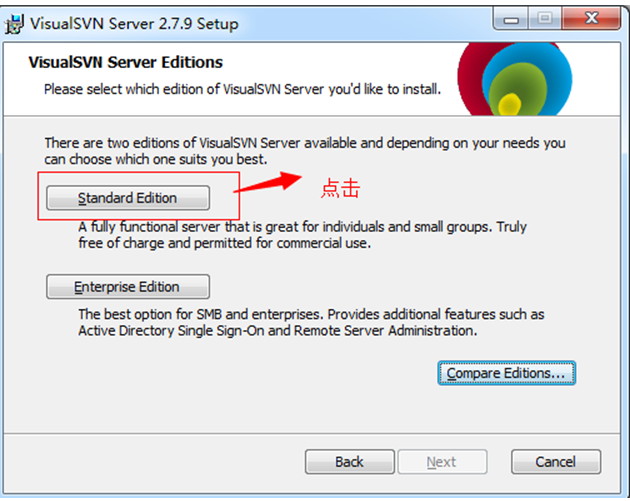 VisualSVN Server 2.7.9 Setup
VisualSVN Server Editions
Please select which edition of VisualSVN Server you'd like to install.
There are two editions of VisualSVN Server available and depending on your needs you
can choose which one suits you best.
Standard Edition
点击
A fully functional server that is great for individuals and small groups. Truly
free of charge and permitted for commercial use.
Enterprise Edition
The best option for SMB and enterprises. Provides additional features such as
Active Directory Single Sign-On and Remote Server Administration.
Compare Editions...
Back
Next
Cancel